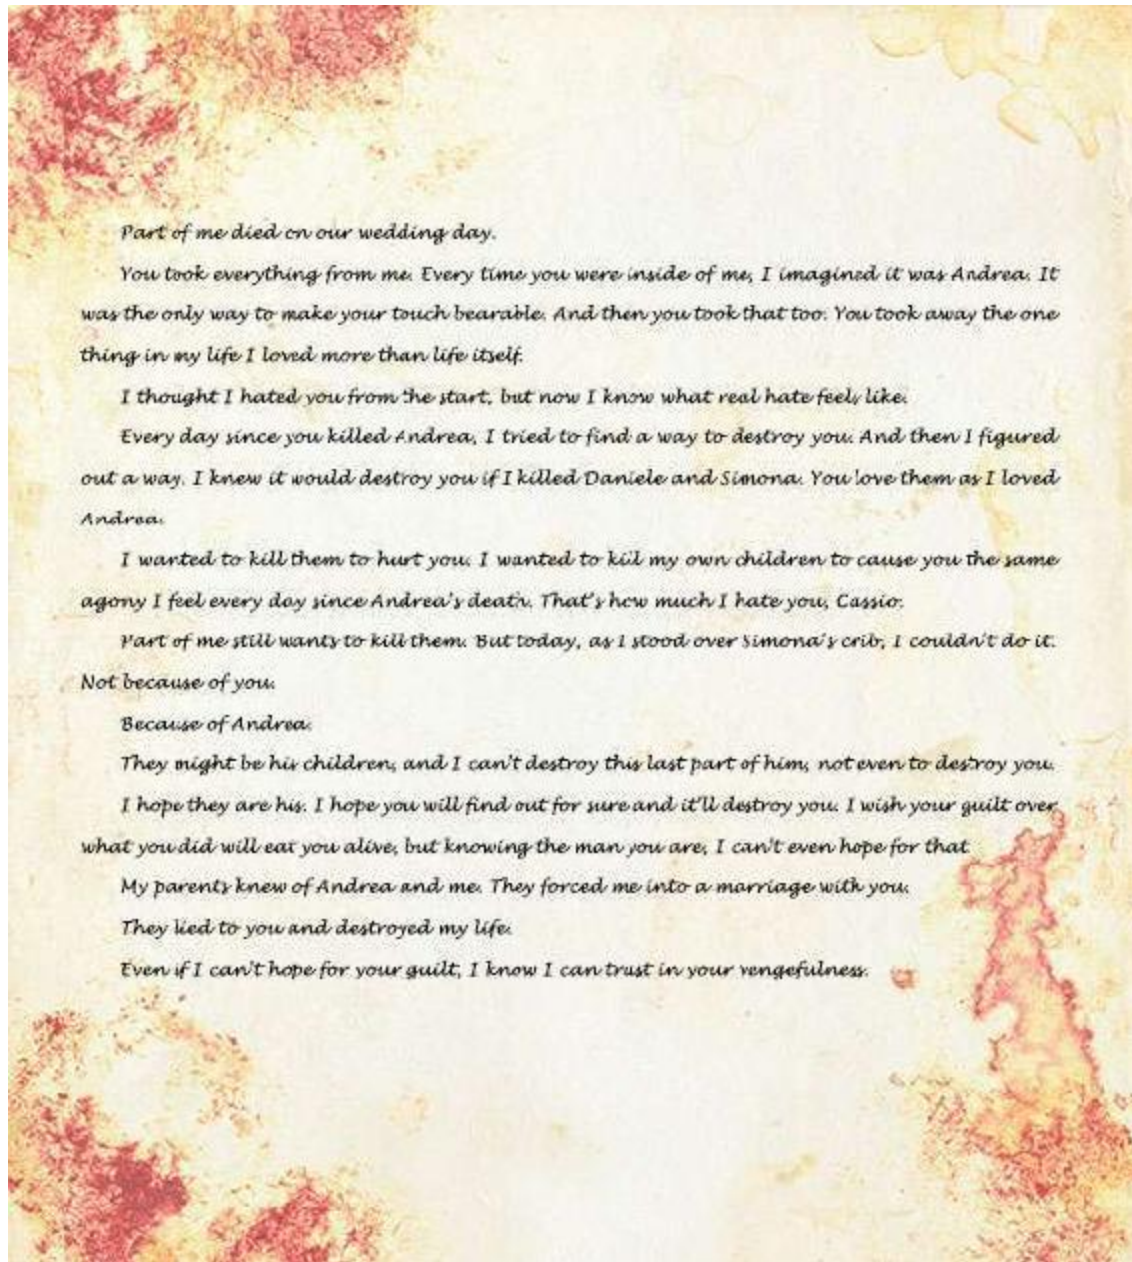 Part of me died on our wedding day.
You took everything from me. Every time you were inside of me, I imagined it was Andrea. It
was the only way to make your touch bearable. And then you took that too. You took away the one
thing in my life I loved more than life itself.
I thought I hated you from the start, but now I know what real hate feels like.
Every day since you killed Andrea, I tried to find a way to destroy you. And then I figured
out a way. I knew it would destroy you if I killed Daniele and Simona. You love them as I loved
Andrea.
I wanted to kill them to hurt you. I wanted to kill my own children to cause you the same
agony I feel every day since Andrea's death. That's how much I hate you, Cassio.
Part of me still wants to kill them. But today, as I stood over Simona's crib, I couldn't do it.
Not because of you.
Because of Andrea.
They might be his children, and I can't destroy this last part of him, not even to destroy you.
I hope they are his. I hope you will find out for sure and it'll destroy you. I wish your guilt over
what you did will eat you alive, but knowing the man you are, I can't even hope for that
My parents knew of Andrea and me. They forced me into a marriage with you.
They lied to you and destroyed my life.
Even if I can't hope for your guilt, I know I can trust in your vengefulness.